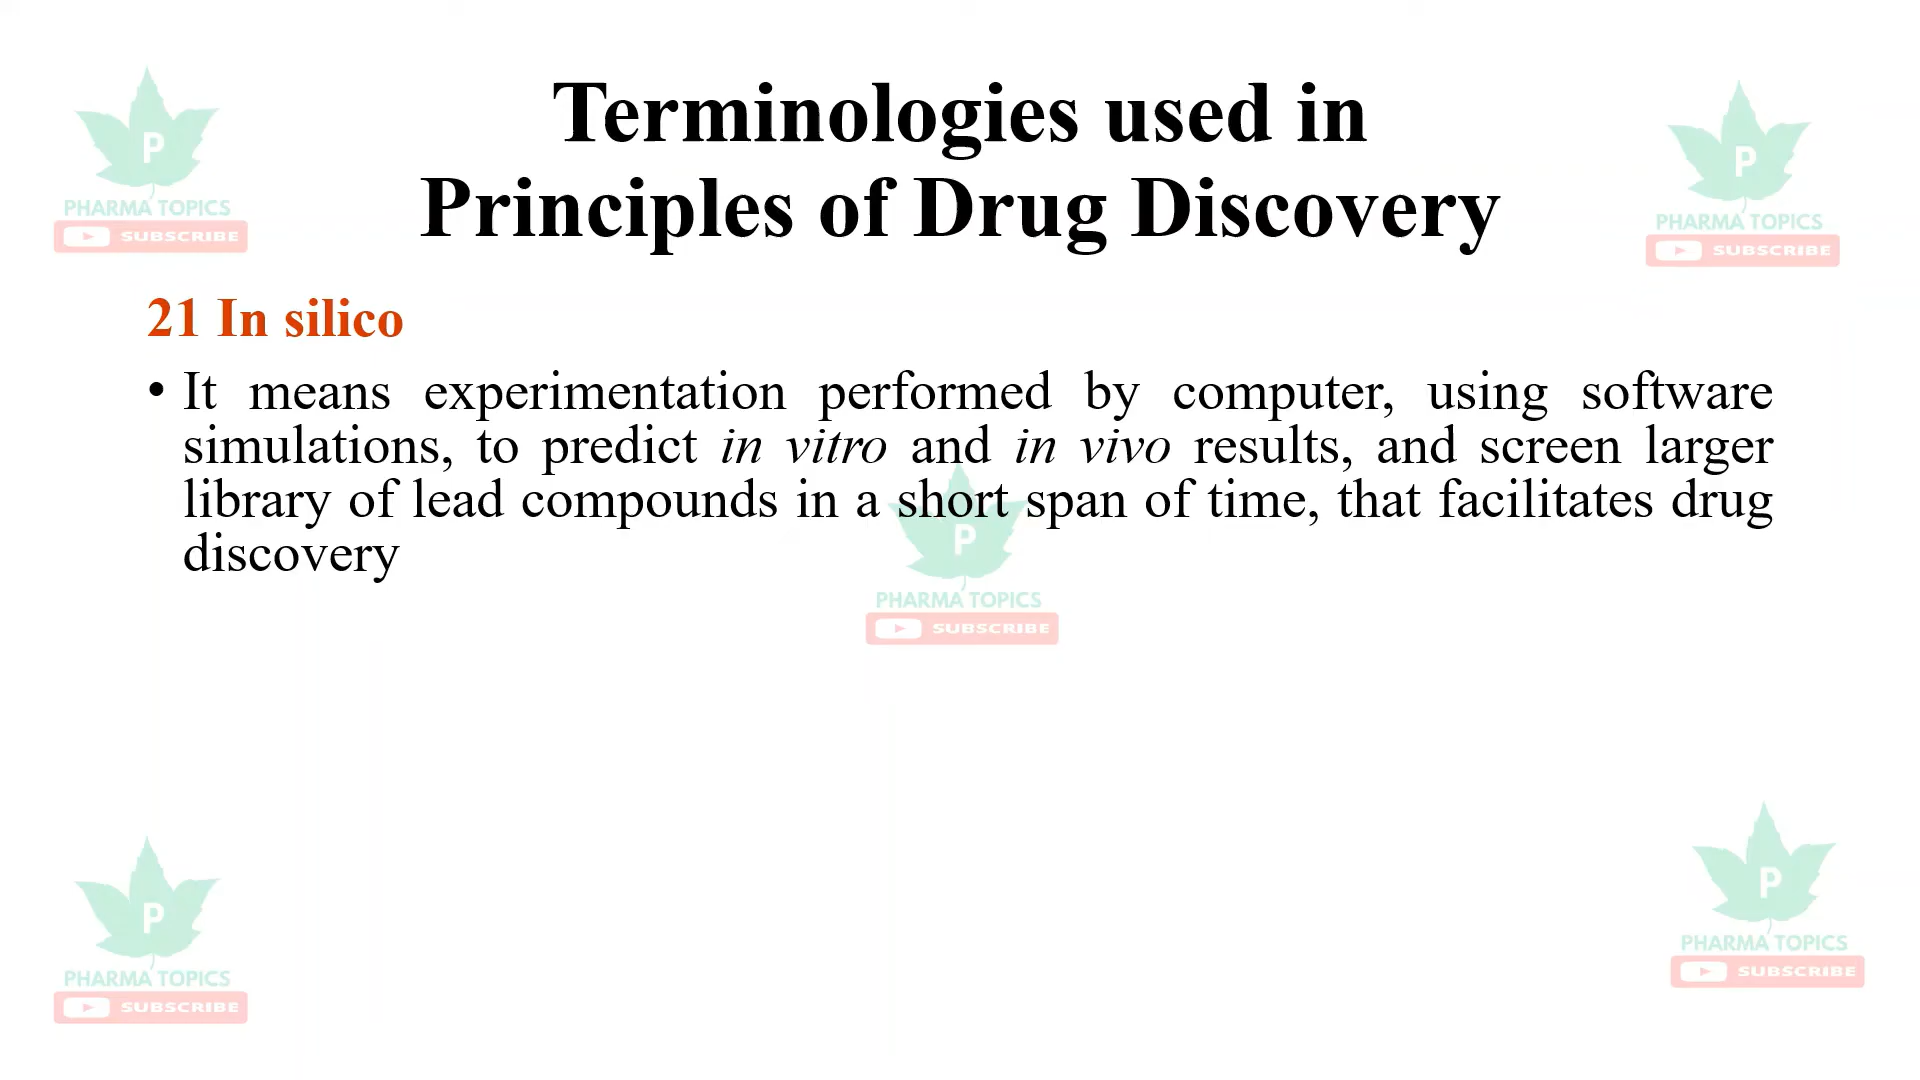 Terminologies used in
Principles of Drug Discovery
P
PHARMA TOPICS
SUBSCRIBE
P
PHARMA TOPICS
SUBSCRIBE
21 In silico
• It means experimentation performed by computer, using software
simulations, to predict in vitro and in vivo results, and screen larger
library of lead compounds in a short span of time, that facilitates drug
discovery
P
PHARMA TOPICS
SUBSCRIBE
P
PHARMA TOPICS
SUBSCRIBE
P
PHARMA TOPICS
SUBSCRIBE